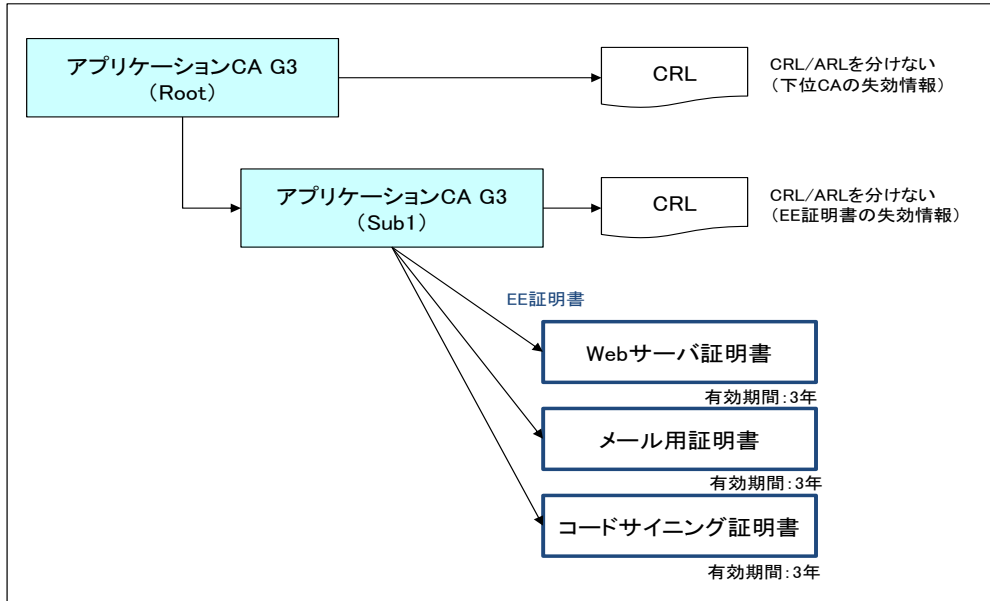 アプリケーションCA G3
(Root)
CRL
CRL/ARLを分けない
(下位CAの失効情報)
アプリケーションCA G3
(Sub1)
CRL
CRL/ARLを分けない
(EE証明書の失効情報)
EE証明書
Webサーバ証明書
有効期間:3年
メール用証明書
有効期間:3年
コードサイニング証明書
有効期間:3年